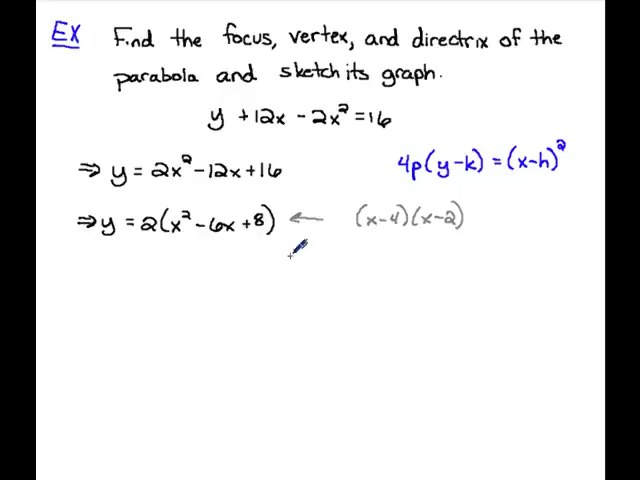 EX Find the focus, vertex, and directrix of the
parabola and sketch its graph.
y + 12x - 2x² = 16
⇒ y = 2x² - 12x + 16 4p(y-k) = (x-h)²
⇒ y = 2(x² - 6x + 8) ← (x-4)(x-2)